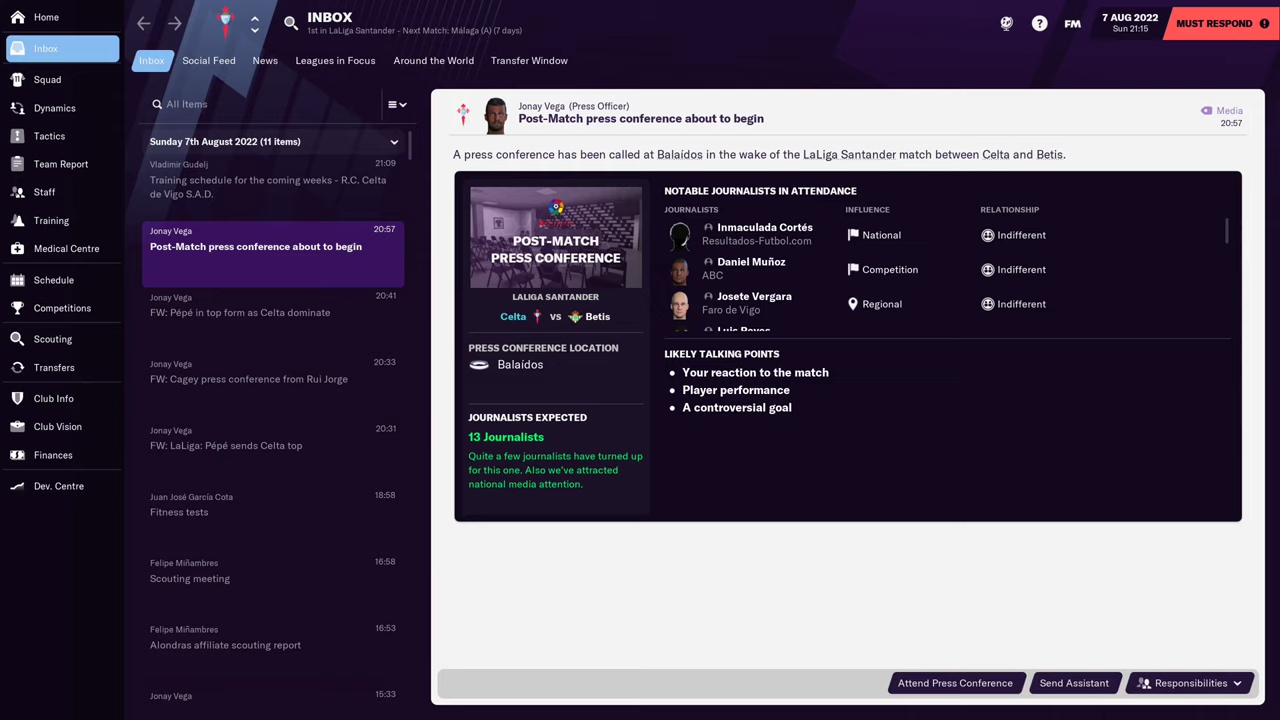 Home
Inbox
Squad
Dynamics
Tactics
Team Report
Staff
Training
Medical Centre
Schedule
Competitions
Scouting
Transfers
Club Info
Club Vision
Finances
Dev. Centre
INBOX
1st in LaLiga Santander - Next Match: Málaga (A) (7 days)
?
FM
7 AUG 2022
Sun 21:15
MUST RESPOND
Inbox
Social Feed
News
Leagues in Focus
Around the World
Transfer Window
All Items
Sunday 7th August 2022 (11 items)
Vladimir Gudelj 21:09
Training schedule for the coming weeks - R.C. Celta
de Vigo S.A.D.
Jonay Vega 20:57
Post-Match press conference about to begin
Jonay Vega 20:41
FW: Pépé in top form as Celta dominate
Jonay Vega 20:33
FW: Cagey press conference from Rui Jorge
Jonay Vega 20:31
FW: LaLiga: Pépé sends Celta top
Juan José García Cota 18:58
Fitness tests
Felipe Miñambres 16:58
Scouting meeting
Felipe Miñambres 16:53
Alondras affiliate scouting report
Jonay Vega 15:33
Jonay Vega (Press Officer)
Post-Match press conference about to begin
Media
20:57
A press conference has been called at Balaídos in the wake of the LaLiga Santander match between Celta and Betis.
POST-MATCH
PRESS CONFERENCE
LALIGA SANTANDER
Celta VS Betis
PRESS CONFERENCE LOCATION
Balaídos
JOURNALISTS EXPECTED
13 Journalists
Quite a few journalists have turned up
for this one. Also we've attracted
national media attention.
NOTABLE JOURNALISTS IN ATTENDANCE
JOURNALISTS INFLUENCE RELATIONSHIP
Inmaculada Cortés
Resultados-Futbol.com
National
Indifferent
Daniel Muñoz
ABC
Competition
Indifferent
Josete Vergara
Faro de Vigo
Regional
Indifferent
Luis Reyes
LIKELY TALKING POINTS
Your reaction to the match
Player performance
A controversial goal
Attend Press Conference
Send Assistant
Responsibilities